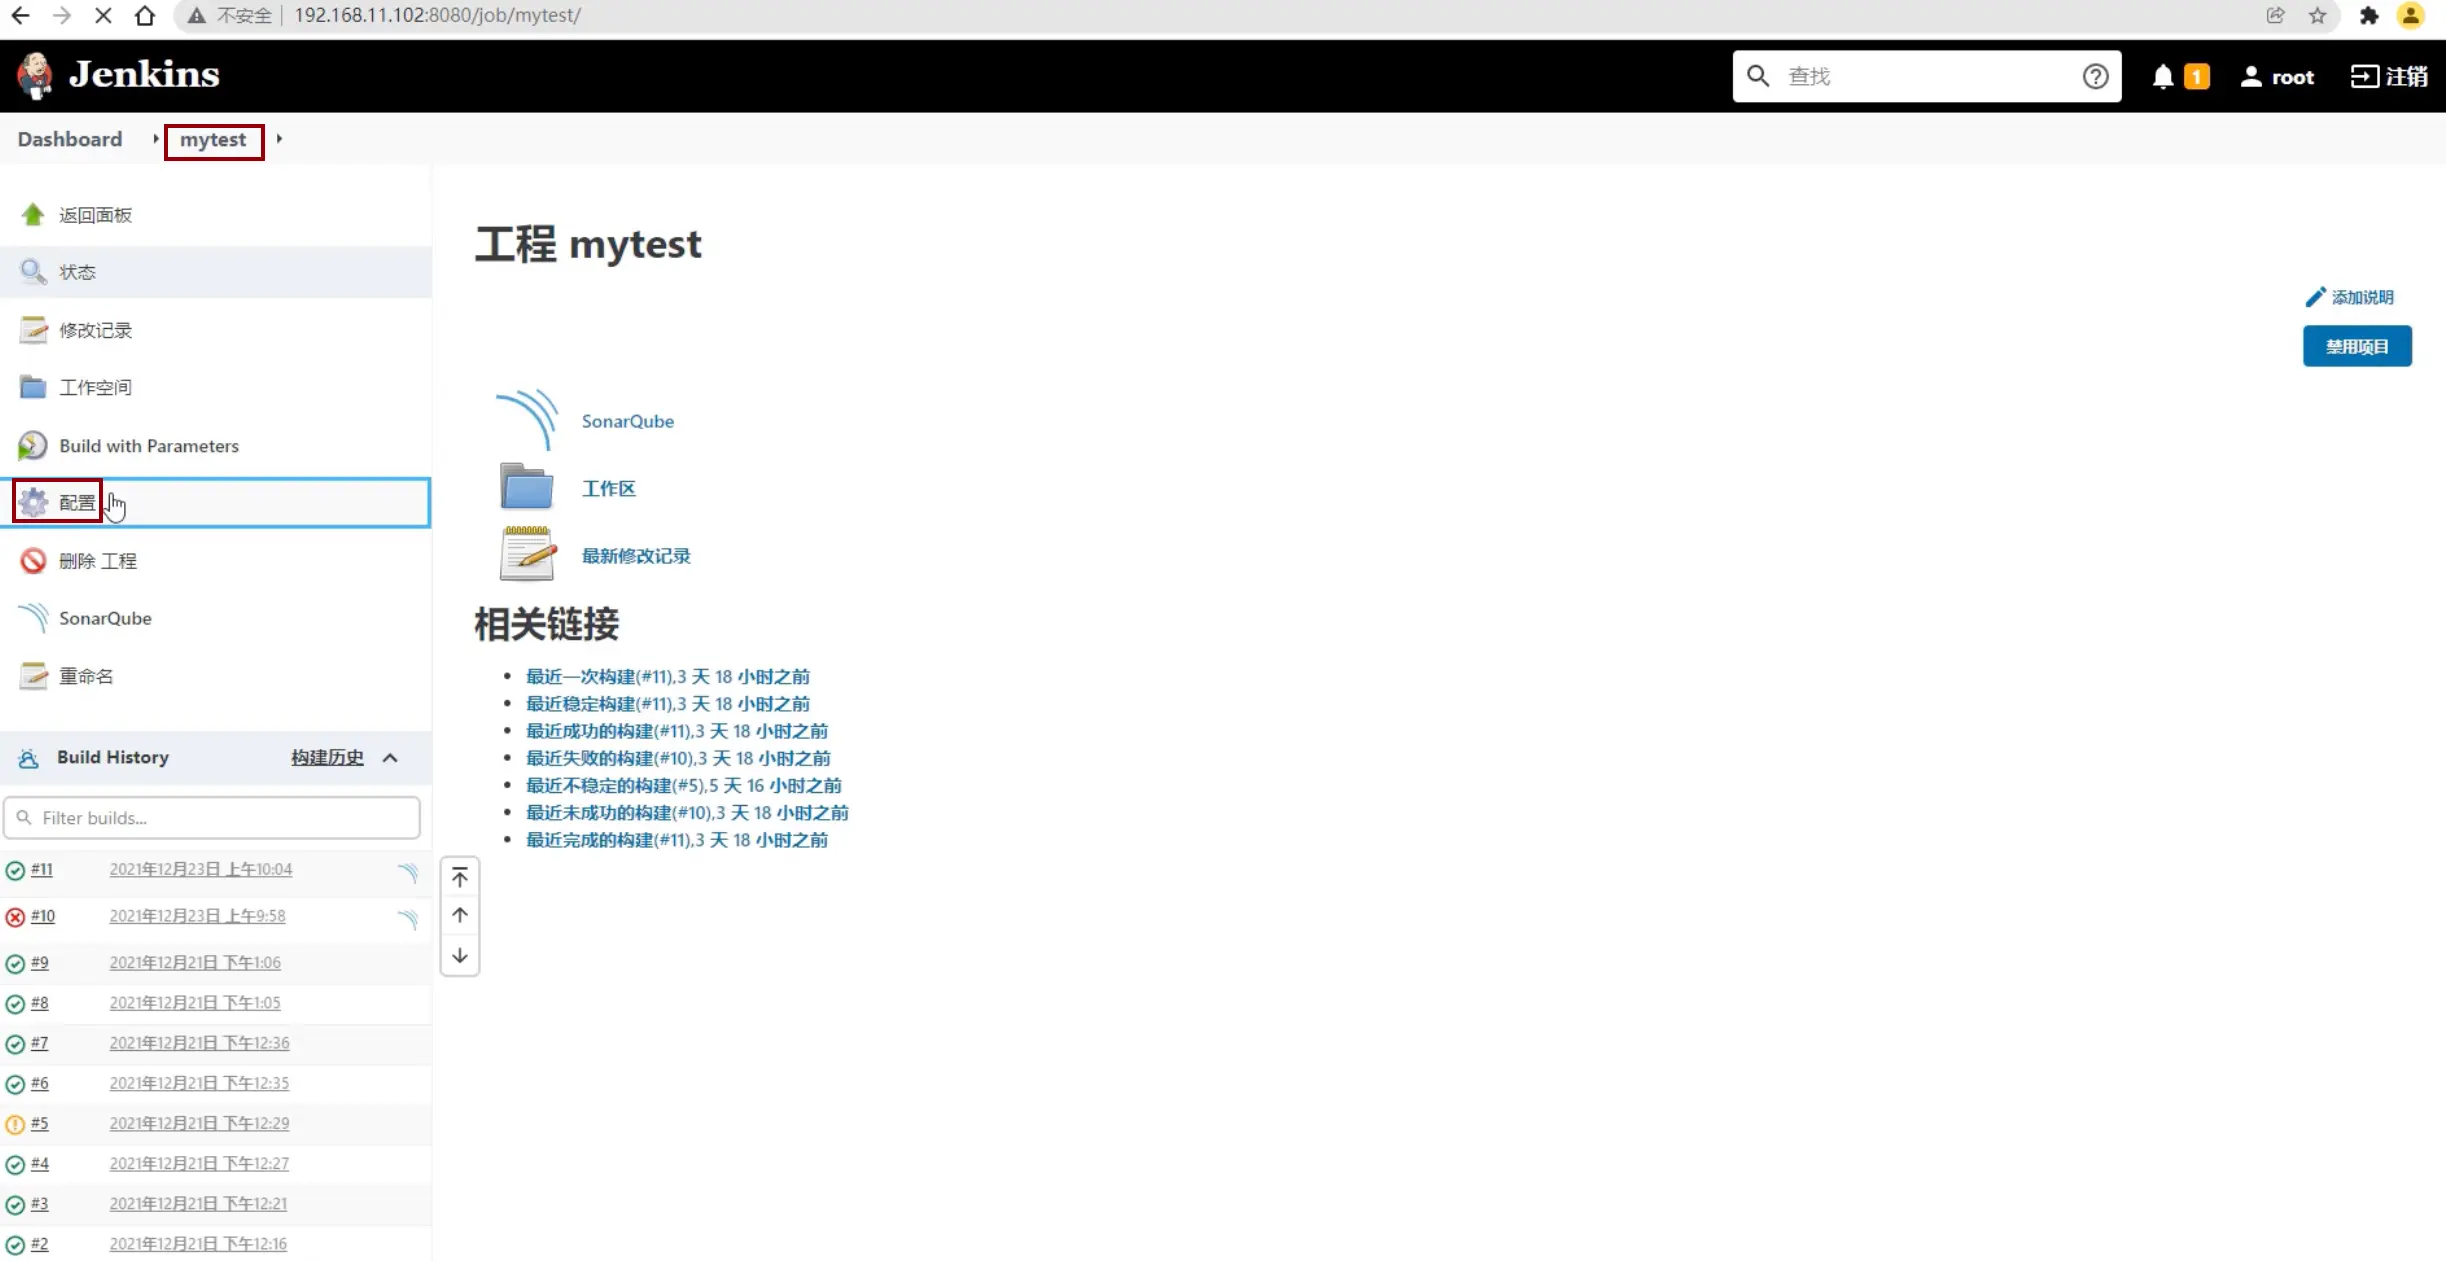 不安全 192.168.11.102:8080/job/mytest/
Jenkins 查找 1 root 注销
Dashboard mytest
返回面板
状态
修改记录
工作空间
Build with Parameters
配置
删除 工程
SonarQube
重命名
Build History 构建历史
Filter builds...
#11 2021年12月23日 上午10:04
#10 2021年12月23日 上午9:58
#9 2021年12月21日 下午1:06
#8 2021年12月21日 下午1:05
#7 2021年12月21日 下午12:36
#6 2021年12月21日 下午12:35
#5 2021年12月21日 下午12:29
#4 2021年12月21日 下午12:27
#3 2021年12月21日 下午12:21
#2 2021年12月21日 下午12:16
工程 mytest
添加说明
禁用项目
SonarQube
工作区
最新修改记录
相关链接
最近一次构建(#11),3 天 18 小时之前
最近稳定构建(#11),3 天 18 小时之前
最近成功的构建(#11),3 天 18 小时之前
最近失败的构建(#10),3 天 18 小时之前
最近不稳定的构建(#5),5 天 16 小时之前
最近未成功的构建(#10),3 天 18 小时之前
最近完成的构建(#11),3 天 18 小时之前